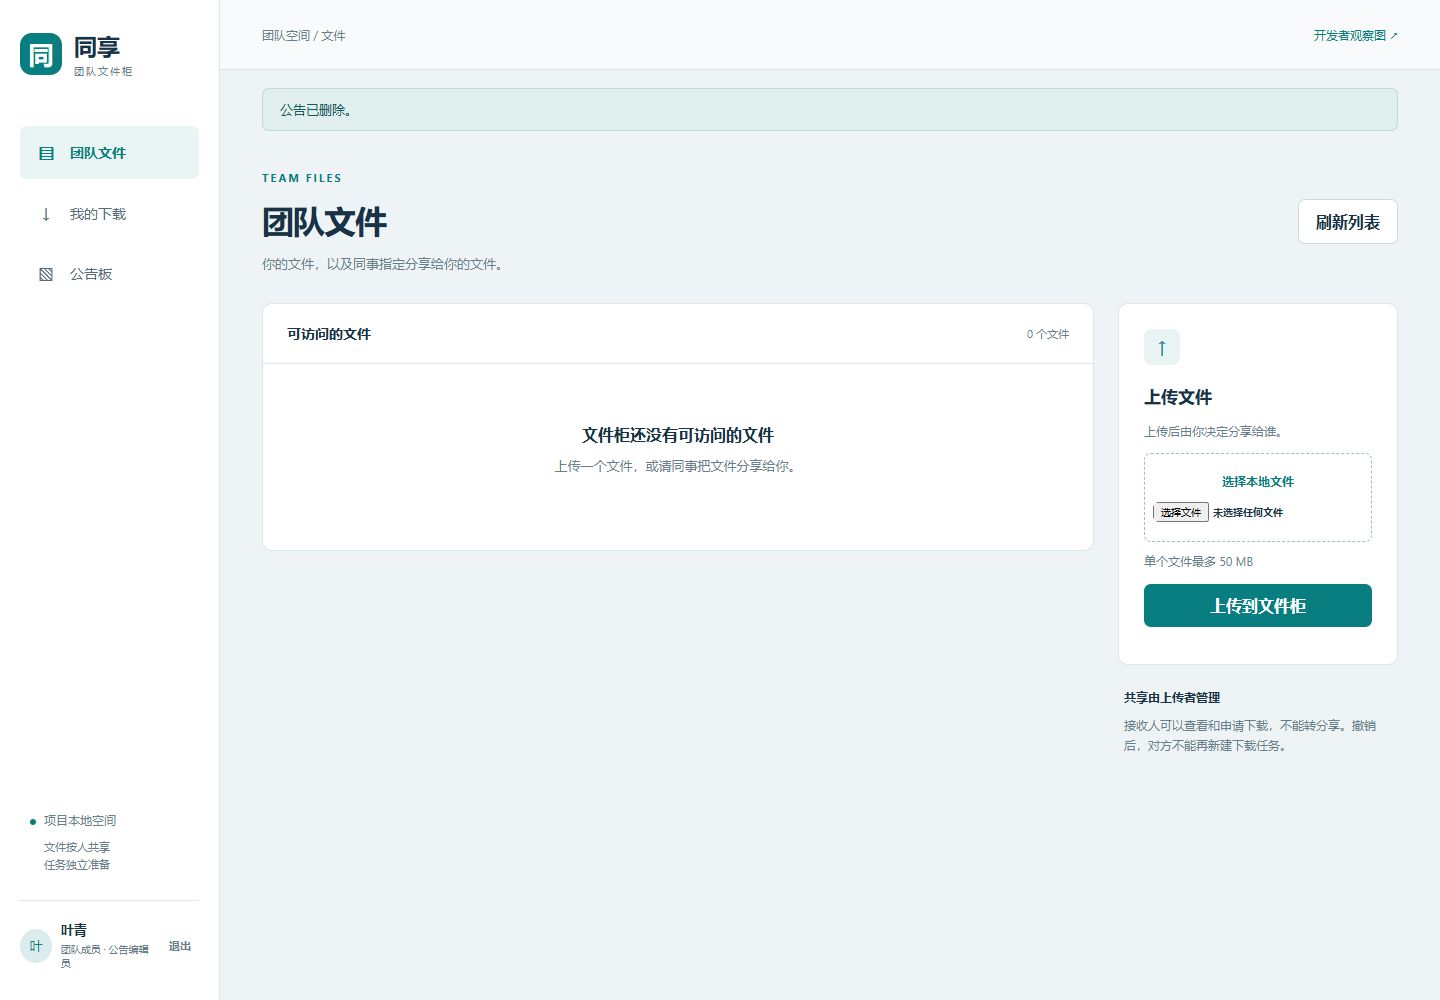 同
同享
团队文件柜
团队文件
我的下载
公告板
项目本地空间
文件按人共享
任务独立准备
叶
叶青
团队成员 · 公告编辑
员
退出
团队空间 / 文件
开发者观察图 ↗
公告已删除。
TEAM FILES
团队文件
你的文件，以及同事指定分享给你的文件。
刷新列表
可访问的文件
0 个文件
文件柜还没有可访问的文件
上传一个文件，或请同事把文件分享给你。
上传文件
上传后由你决定分享给谁。
选择本地文件
选择文件 未选择任何文件
单个文件最多 50 MB
上传到文件柜
共享由上传者管理
接收人可以查看和申请下载，不能转分享。撤销
后，对方不能再新建下载任务。